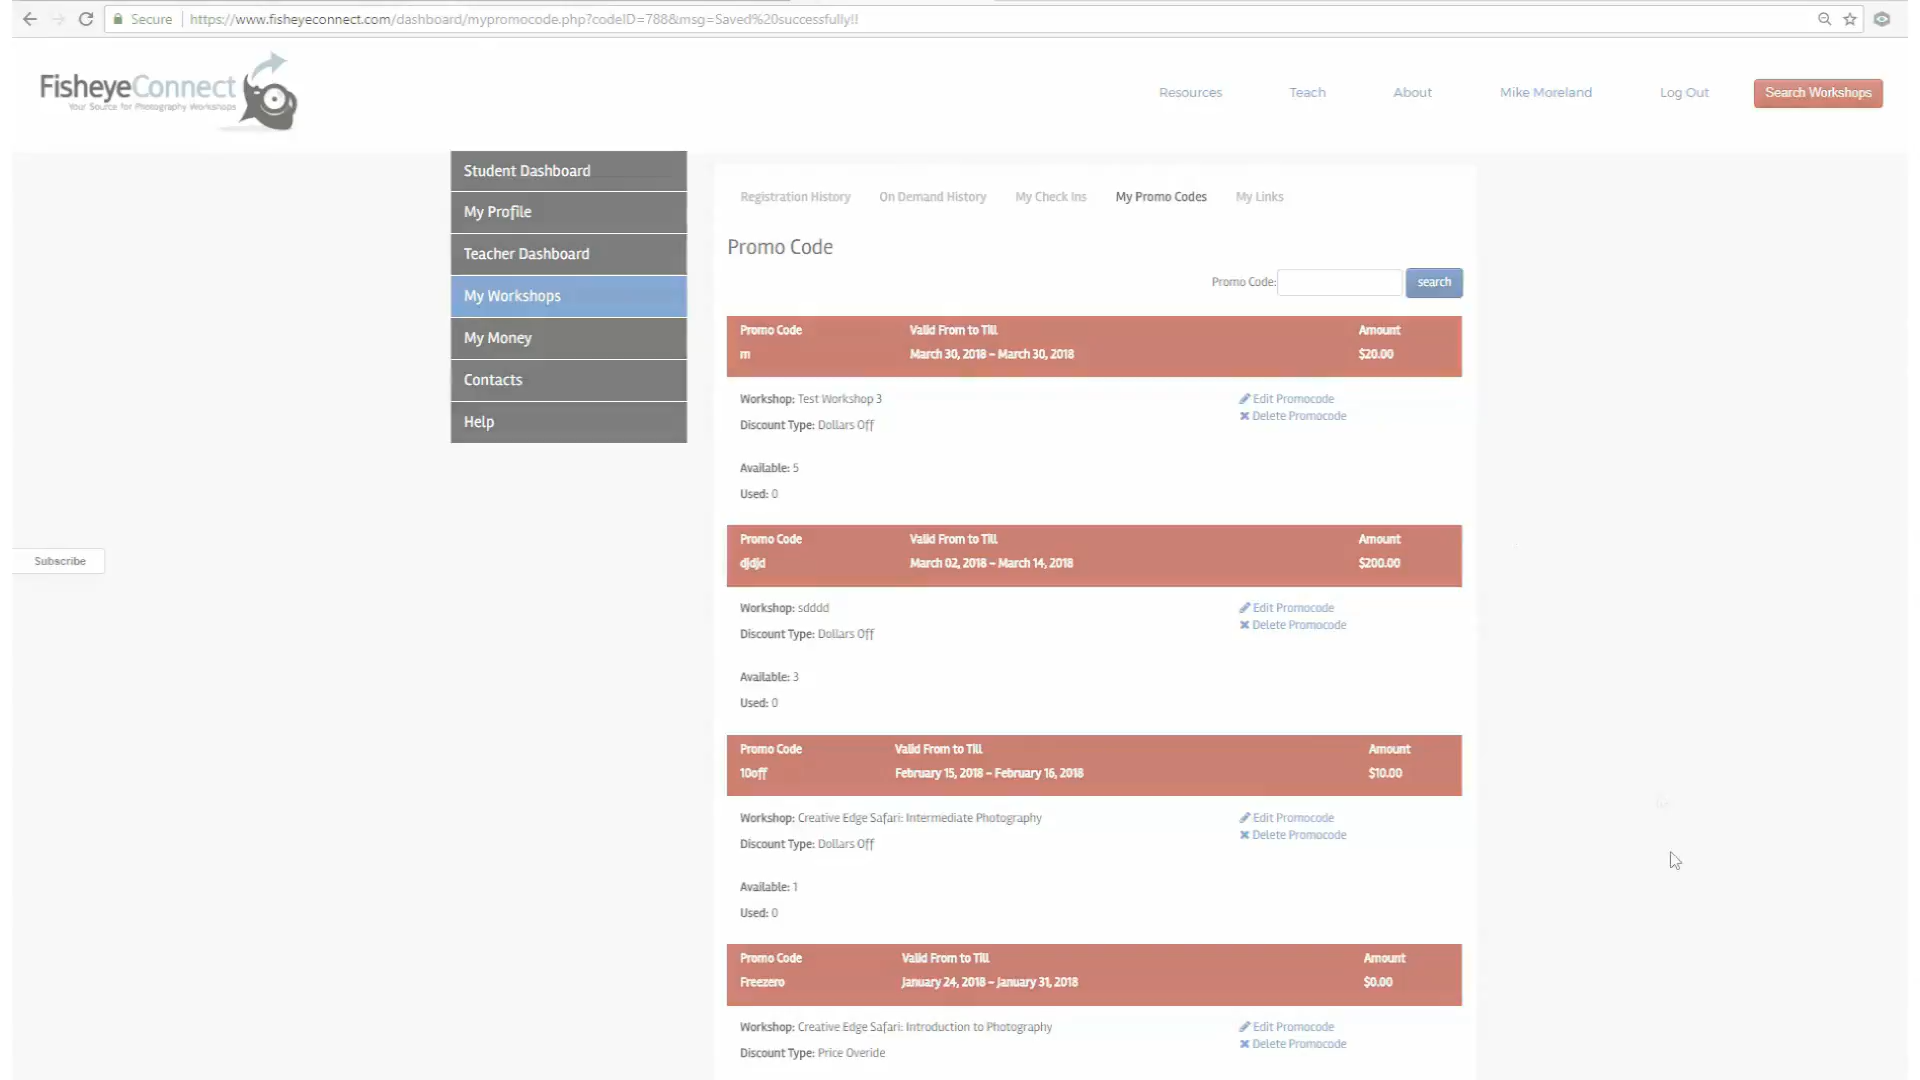 Secure https://www.fisheyeconnect.com/dashboard/mypromocode.php?codeID=788&msg=Saved%20successfully!!
FisheyeConnect
Your Source for Photography Workshops
Resources Teach About Mike Moreland Log Out Search Workshops
Student Dashboard
My Profile
Teacher Dashboard
My Workshops
My Money
Contacts
Help
Subscribe
Registration History On Demand History My Check Ins My Promo Codes My Links
Promo Code
Promo Code: search
Promo Code Valid From to Till Amount
m March 30, 2018 – March 30, 2018 $20.00
Workshop: Test Workshop 3 Edit Promocode
Delete Promocode
Discount Type: Dollars Off
Available: 5
Used: 0
Promo Code Valid From to Till Amount
djdjd March 02, 2018 – March 14, 2018 $200.00
Workshop: sdddd Edit Promocode
Delete Promocode
Discount Type: Dollars Off
Available: 3
Used: 0
Promo Code Valid From to Till Amount
10off February 15, 2018 – February 16, 2018 $10.00
Workshop: Creative Edge Safari: Intermediate Photography Edit Promocode
Delete Promocode
Discount Type: Dollars Off
Available: 1
Used: 0
Promo Code Valid From to Till Amount
Freezero January 24, 2018 – January 31, 2018 $0.00
Workshop: Creative Edge Safari: Introduction to Photography Edit Promocode
Delete Promocode
Discount Type: Price Overide